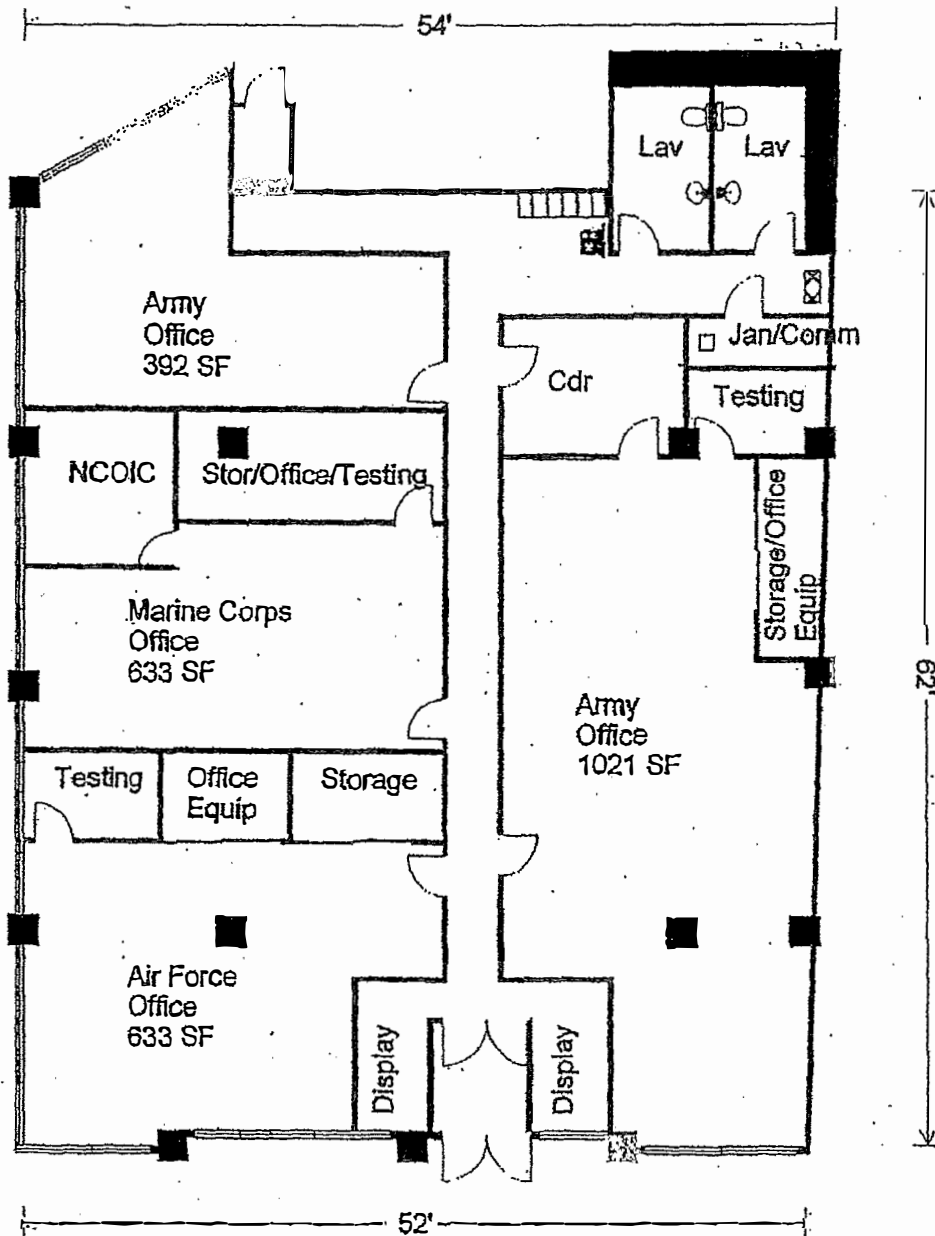 54'
Lav
Lav
Army
Office
392 SF
Jan/Comm
Cdr
Testing
NCOIC
Stor/Office/Testing
Storage/Office
Equip
Marine Corps
Office
633 SF
62'
Army
Office
1021 SF
Testing
Office
Equip
Storage
Air Force
Office
633 SF
Display
Display
52'